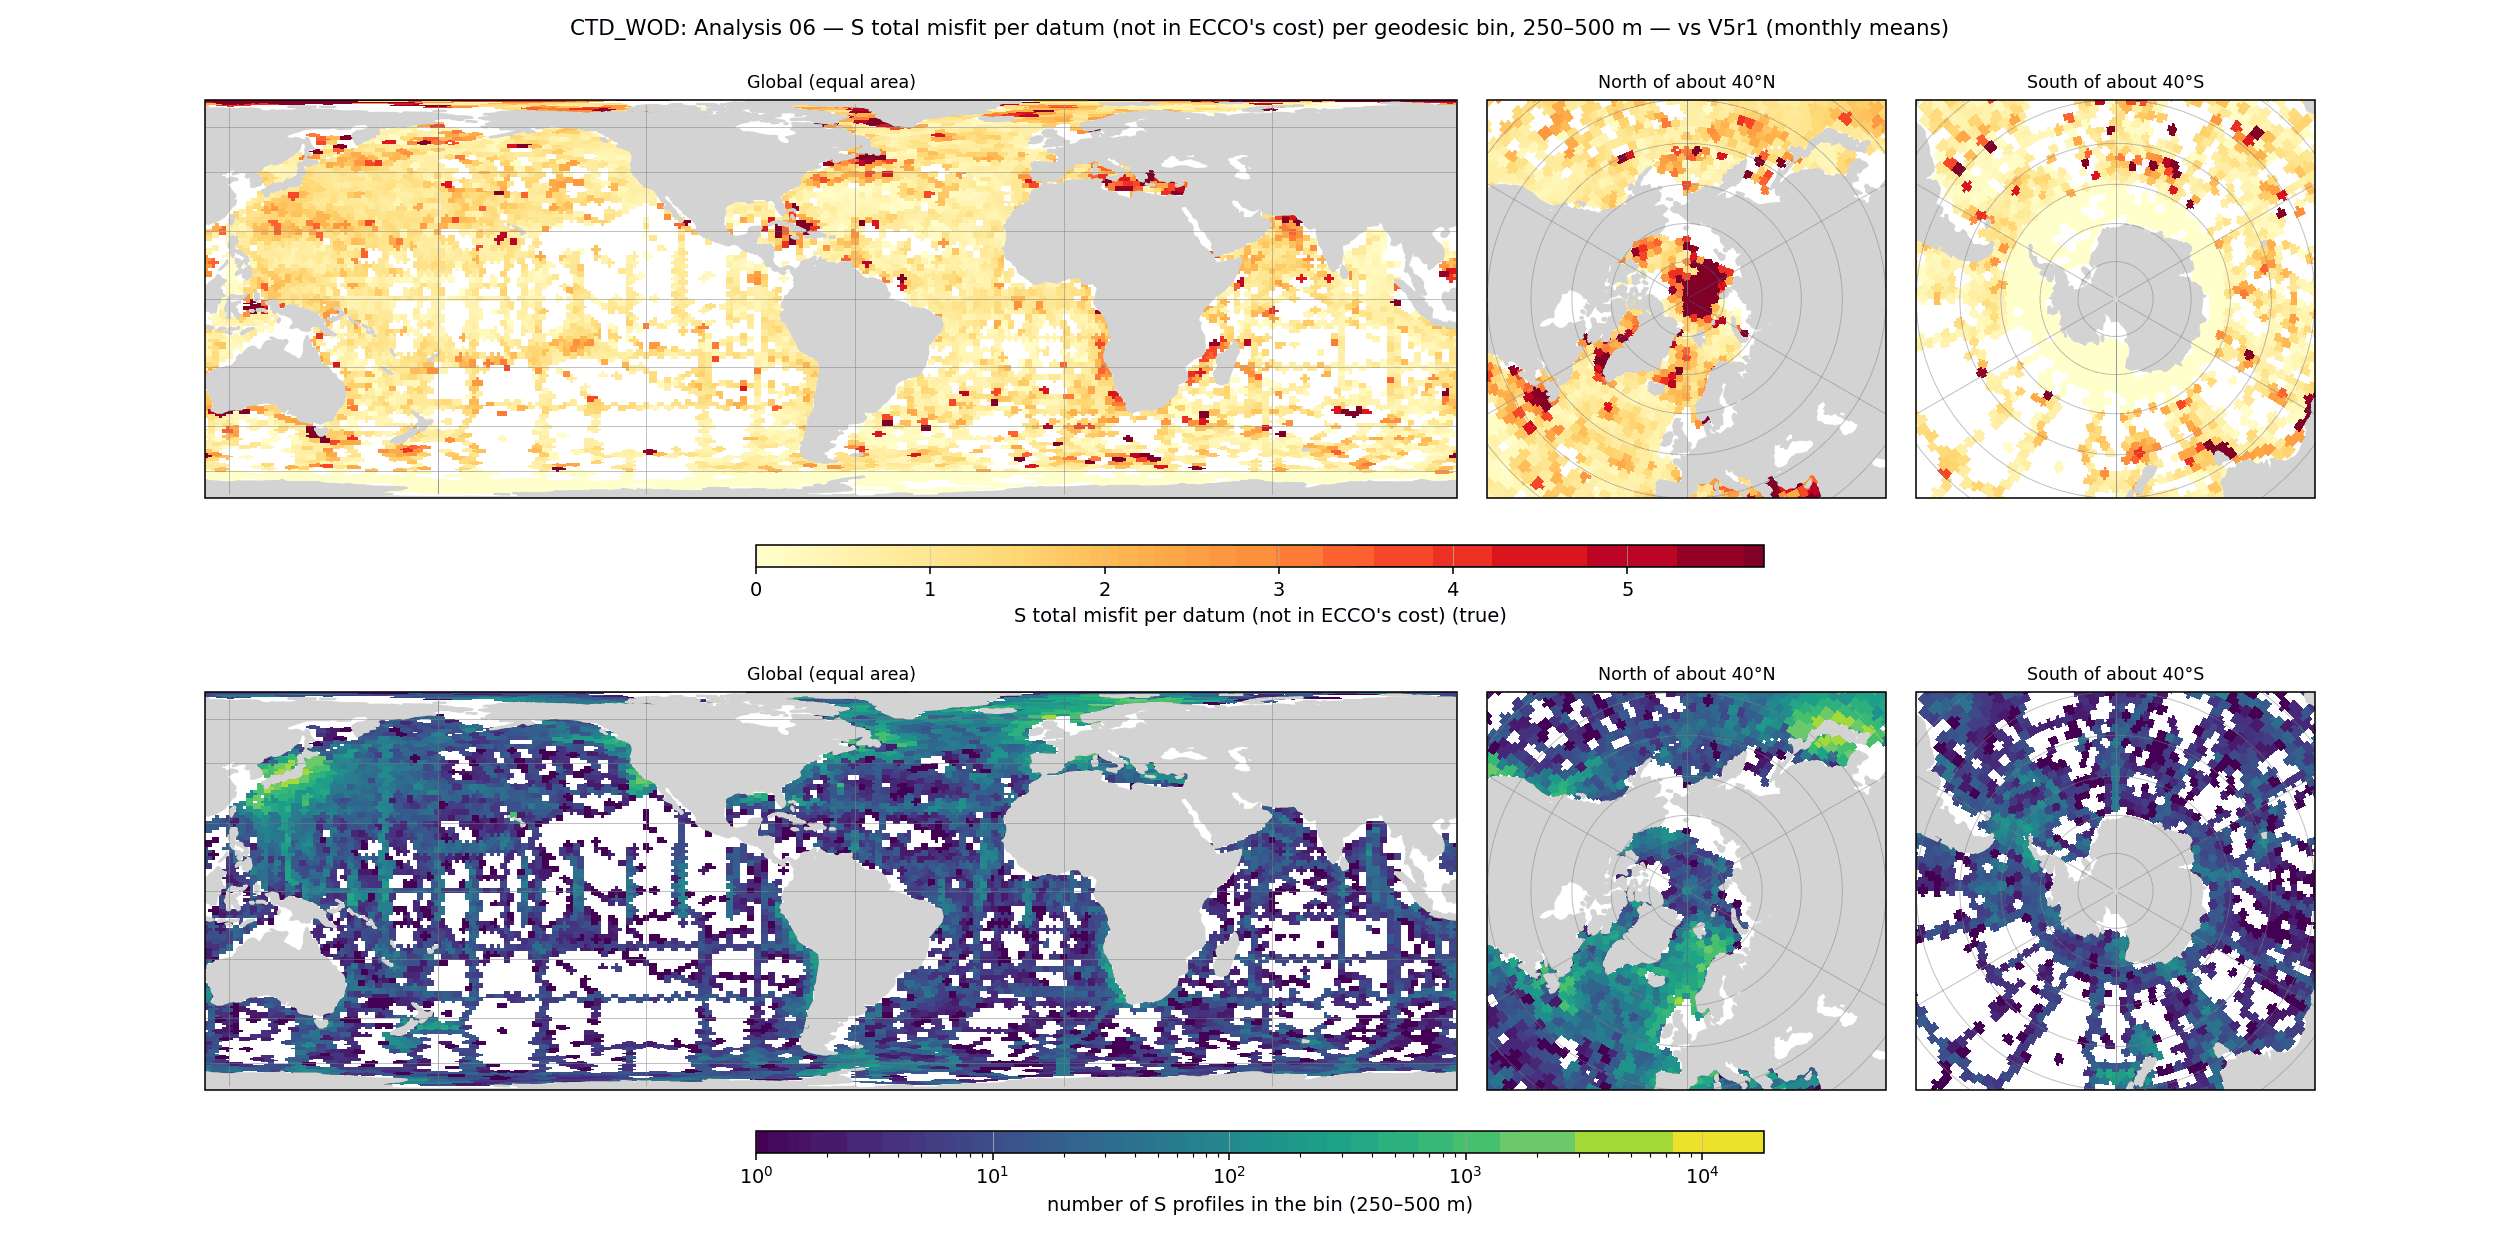 CTD_WOD: Analysis 06 — S total misfit per datum (not in ECCO's cost) per geodesic bin, 250–500 m — vs V5r1 (monthly means)
Global (equal area)
North of about 40°N
South of about 40°S
0 1 2 3 4 5
S total misfit per datum (not in ECCO's cost) (true)
Global (equal area)
North of about 40°N
South of about 40°S
10⁰ 10¹ 10² 10³ 10⁴
number of S profiles in the bin (250–500 m)